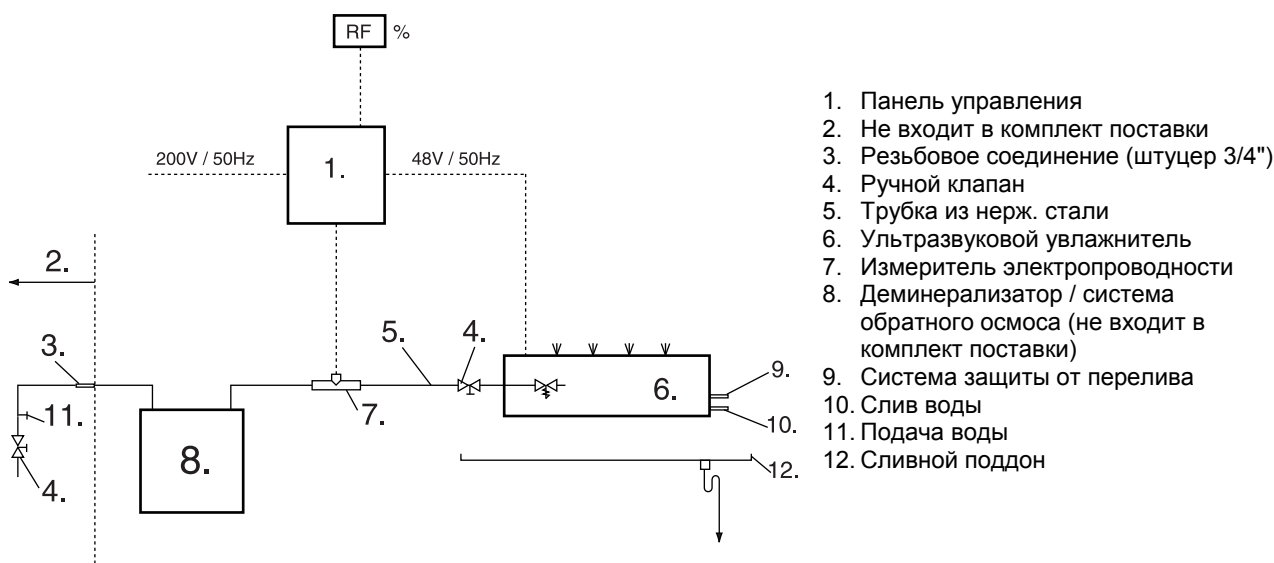 RF %
1.
200V / 50Hz
48V / 50Hz
2.
3.
5.
4.
6.
9.
10.
11.
7.
8.
12.
4.
1. Панель управления
2. Не входит в комплект поставки
3. Резьбовое соединение (штуцер 3/4")
4. Ручной клапан
5. Трубка из нерж. стали
6. Ультразвуковой увлажнитель
7. Измеритель электропроводности
8. Деминерализатор / система
обратного осмоса (не входит в
комплект поставки)
9. Система защиты от перелива
10. Слив воды
11. Подача воды
12. Сливной поддон